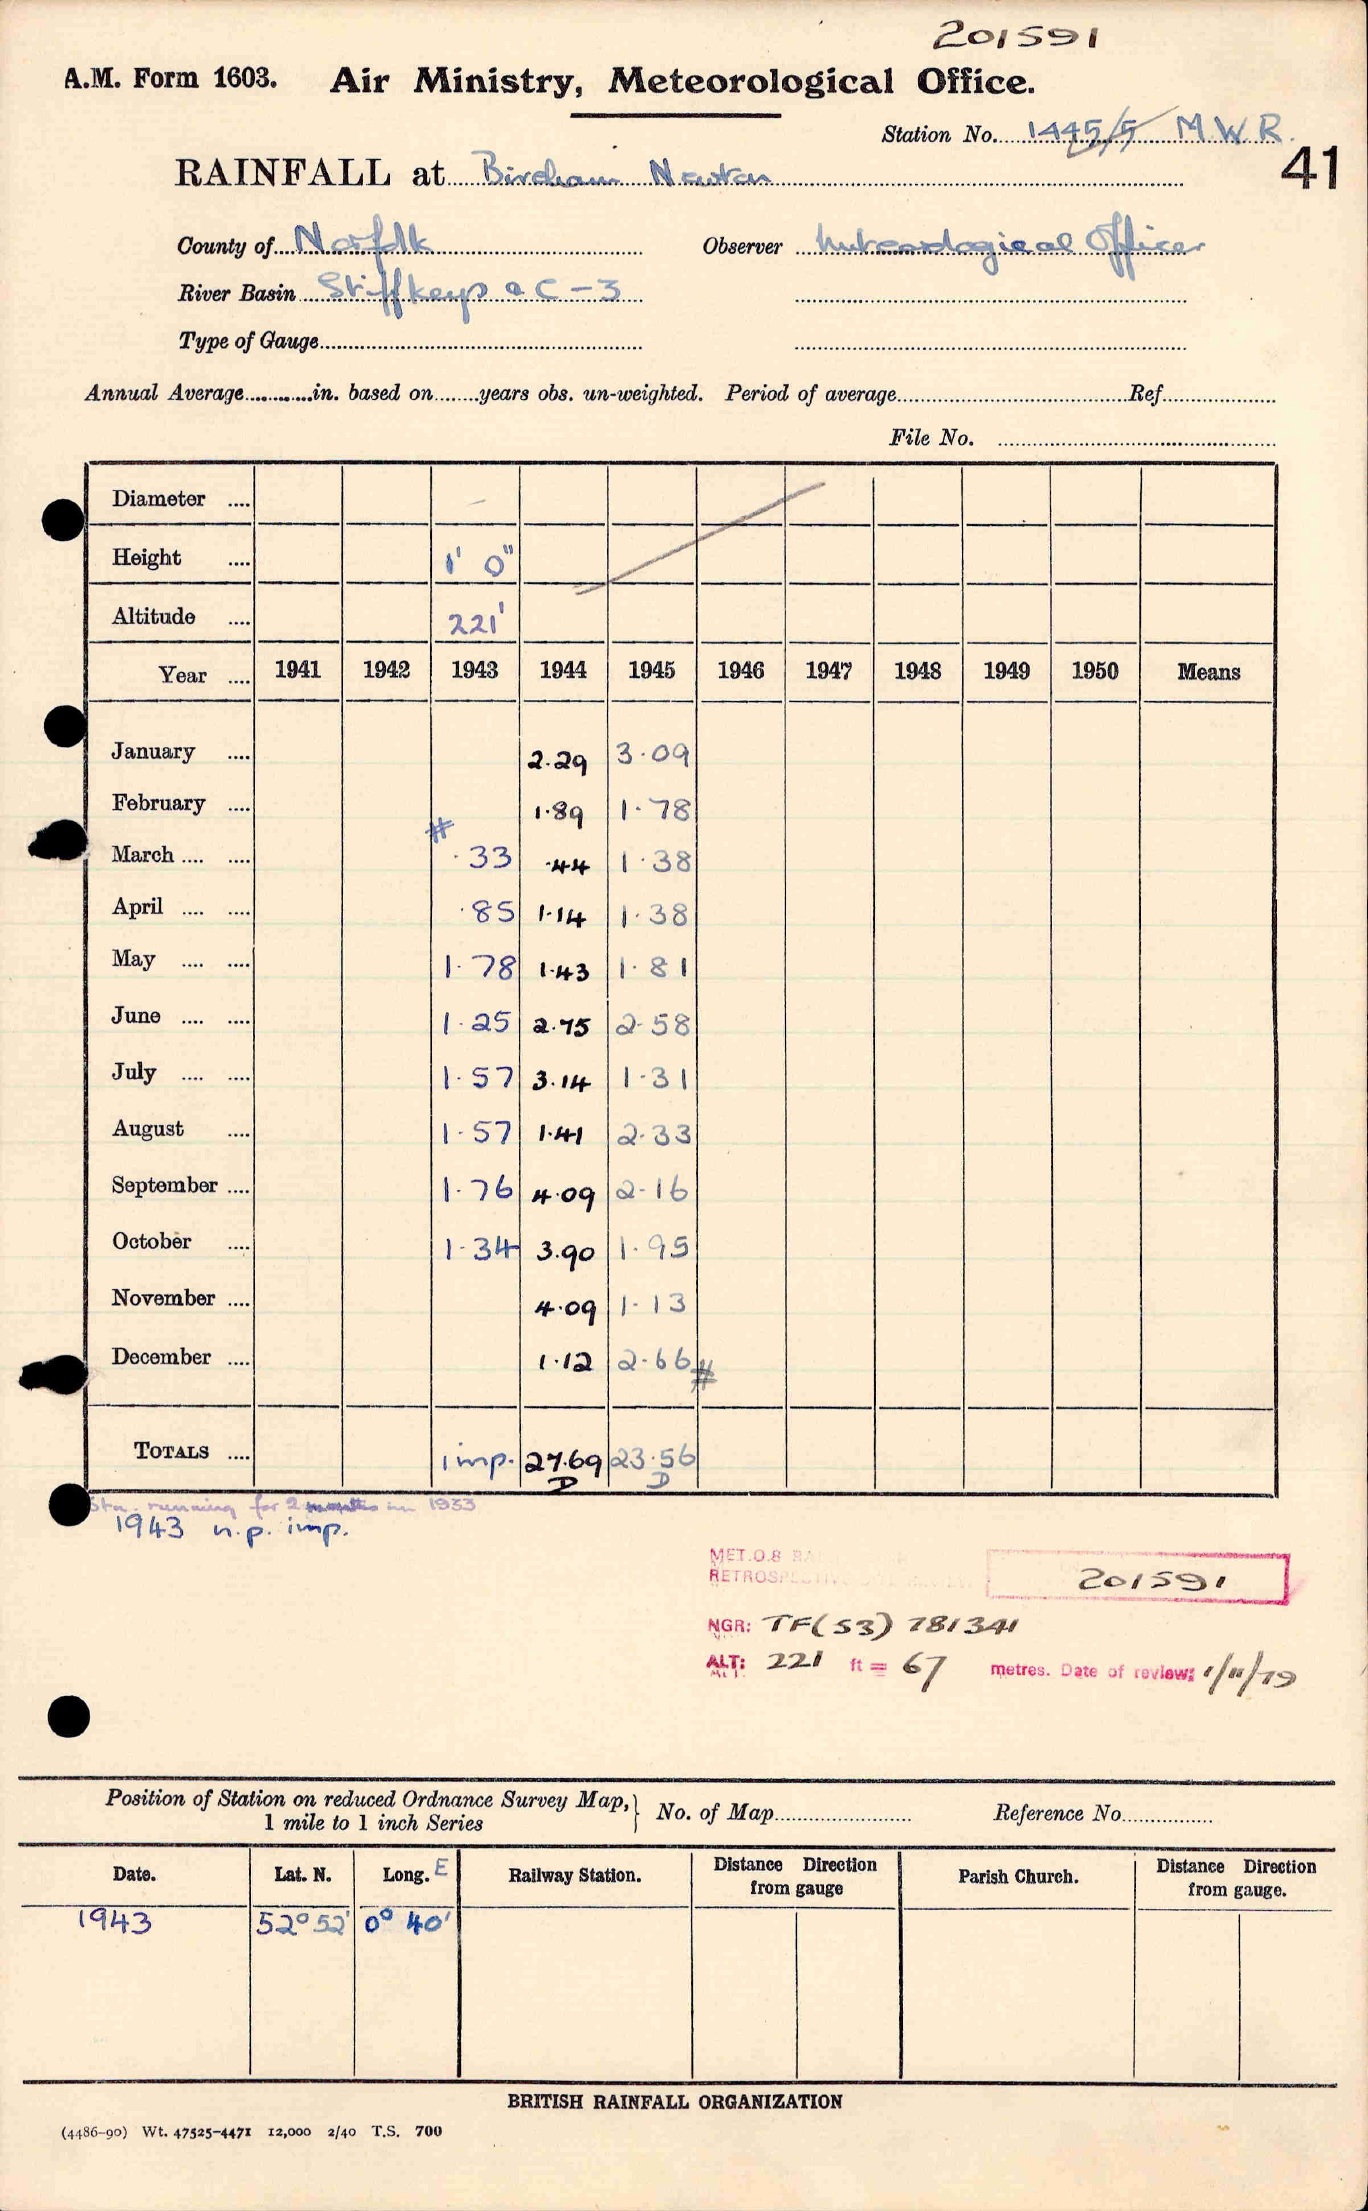 201591
A.M. Form 1603. Air Ministry, Meteorological Office.
Station No. 1445/5 M.W.R.
41
RAINFALL at Bircham Newton
County of Norfolk Observer Meteorological Officer
River Basin Stiffkey & C-3
Type of Gauge
Annual Average in. based on years obs. un-weighted. Period of average Ref.
File No.
Diameter –
Height 1' 0"
Altitude 221'
Year 1941 1942 1943 1944 1945 1946 1947 1948 1949 1950 Means
January 2.29 3.09
February 1.89 1.78
# March .33 .44 1.38
April .85 1.14 1.38
May 1.78 1.43 1.81
June 1.25 2.75 2.58
July 1.57 3.14 1.31
August 1.57 1.41 2.33
September 1.76 4.09 2.16
October 1.34 3.90 1.95
November 4.09 1.13
December 1.12 2.66 #
TOTALS imp. 27.69 23.56
D D
Stn. running for 2 months in 1933
1943 n.p. imp.
MET.O.8
RETROSPECTIVE 201591
NGR: TF(53) 781341
ALT: 221 ft = 67 metres. Date of review: 1/11/79
Position of Station on reduced Ordnance Survey Map, 1 mile to 1 inch Series No. of Map Reference No.
Date. Lat. N. Long. E Railway Station. Distance Direction from gauge Parish Church. Distance Direction from gauge.
1943 52° 52' 0° 40'
BRITISH RAINFALL ORGANIZATION
(4486-90) Wt. 47525-4471 12,000 2/40 T.S. 700